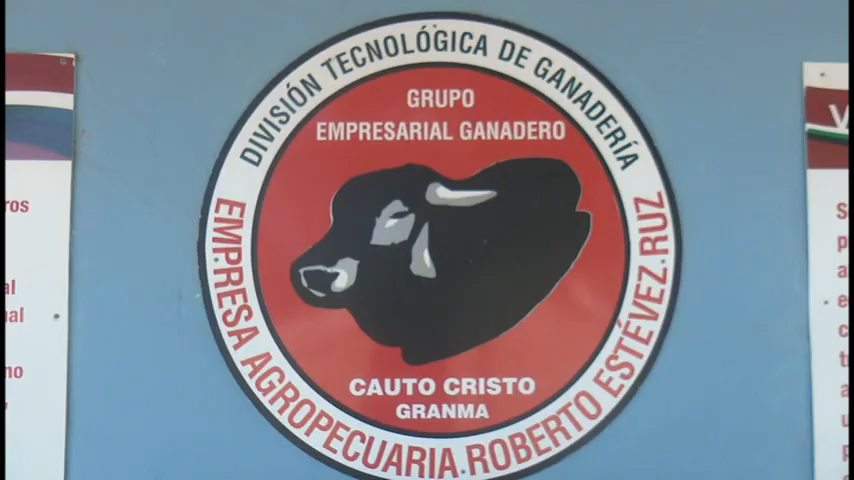 DIVISIÓN TECNOLÓGICA DE GANADERÍA
GRUPO
EMPRESARIAL GANADERO
CAUTO CRISTO
GRANMA
EMPRESA AGROPECUARIA.ROBERTO ESTÉVEZ.RUZ